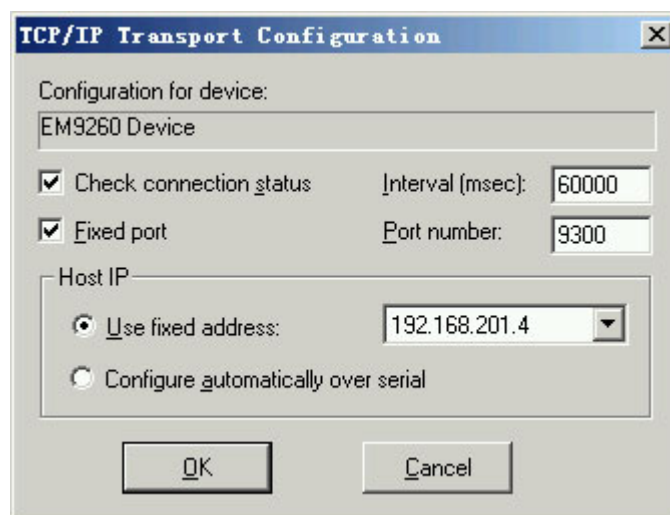 TCP/IP Transport Configuration
Configuration for device:
EM9260 Device
Check connection status Interval (msec): 60000
Fixed port Port number: 9300
Host IP
Use fixed address: 192.168.201.4
Configure automatically over serial
OK Cancel